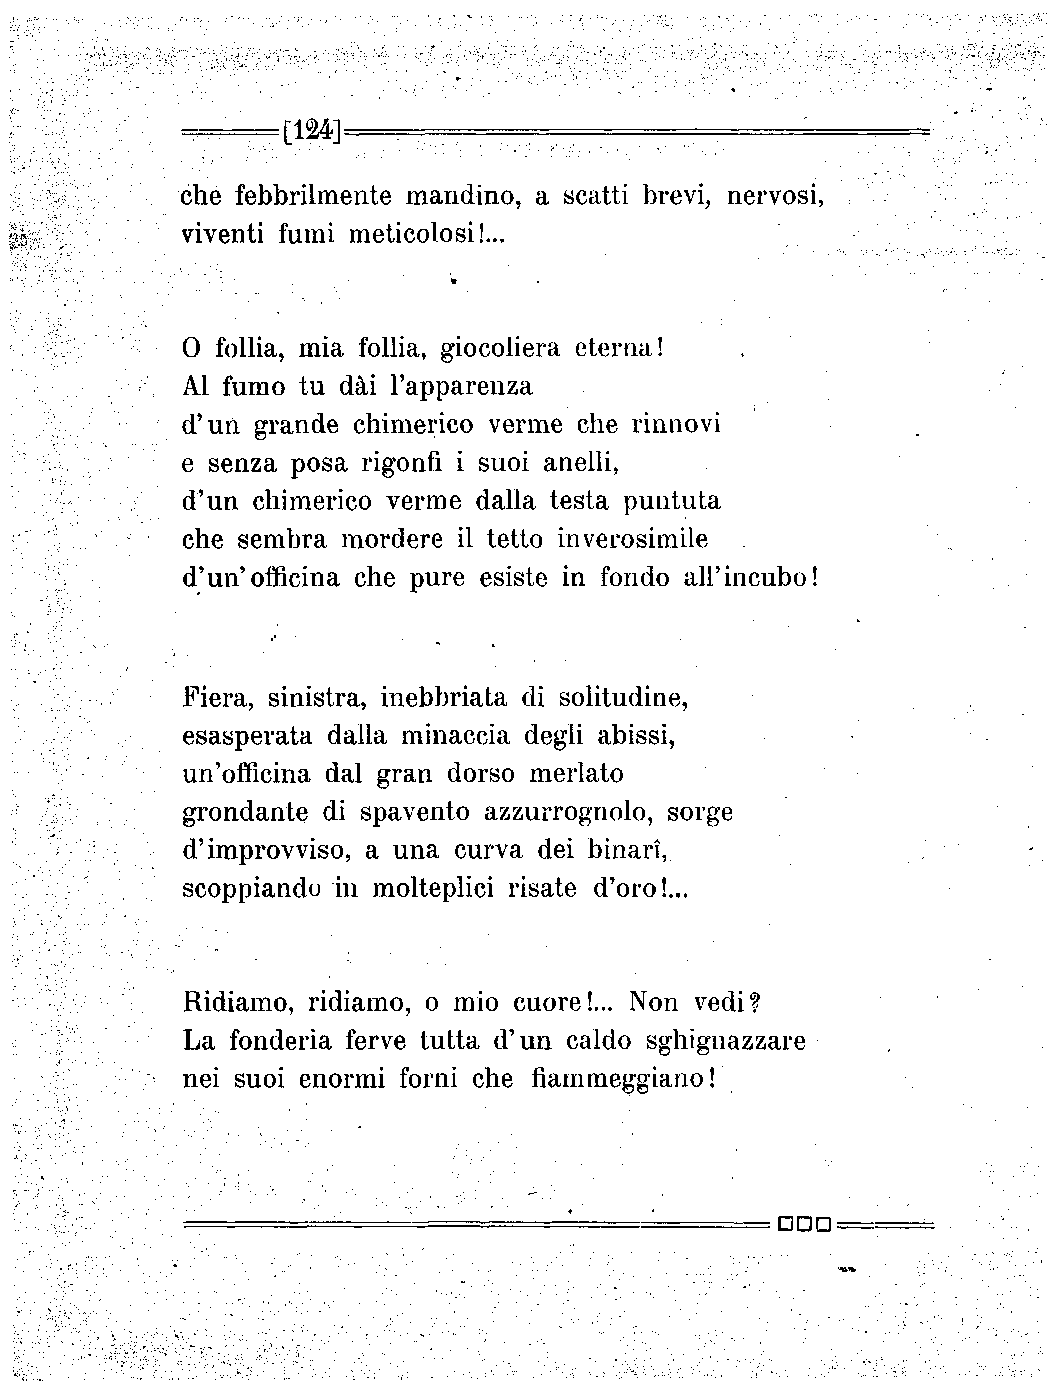 [124]
che febbrilmente mandino, a scatti brevi, nervosi,
viventi fumi meticolosi!...
O follia, mia follia, giocoliera eterna!
Al fumo tu dài l'apparenza
d'un grande chimerico verme che rinnovi
e senza posa rigonfi i suoi anelli,
d'un chimerico verme dalla testa puntuta
che sembra mordere il tetto inverosimile
d'un'officina che pure esiste in fondo all'incubo!
Fiera, sinistra, inebbriata di solitudine,
esasperata dalla minaccia degli abissi,
un'officina dal gran dorso merlato
grondante di spavento azzurrognolo, sorge
d'improvviso, a una curva dei binarî,
scoppiando in molteplici risate d'oro!...
Ridiamo, ridiamo, o mio cuore!... Non vedi?
La fonderia ferve tutta d'un caldo sghignazzare
nei suoi enormi forni che fiammeggiano!